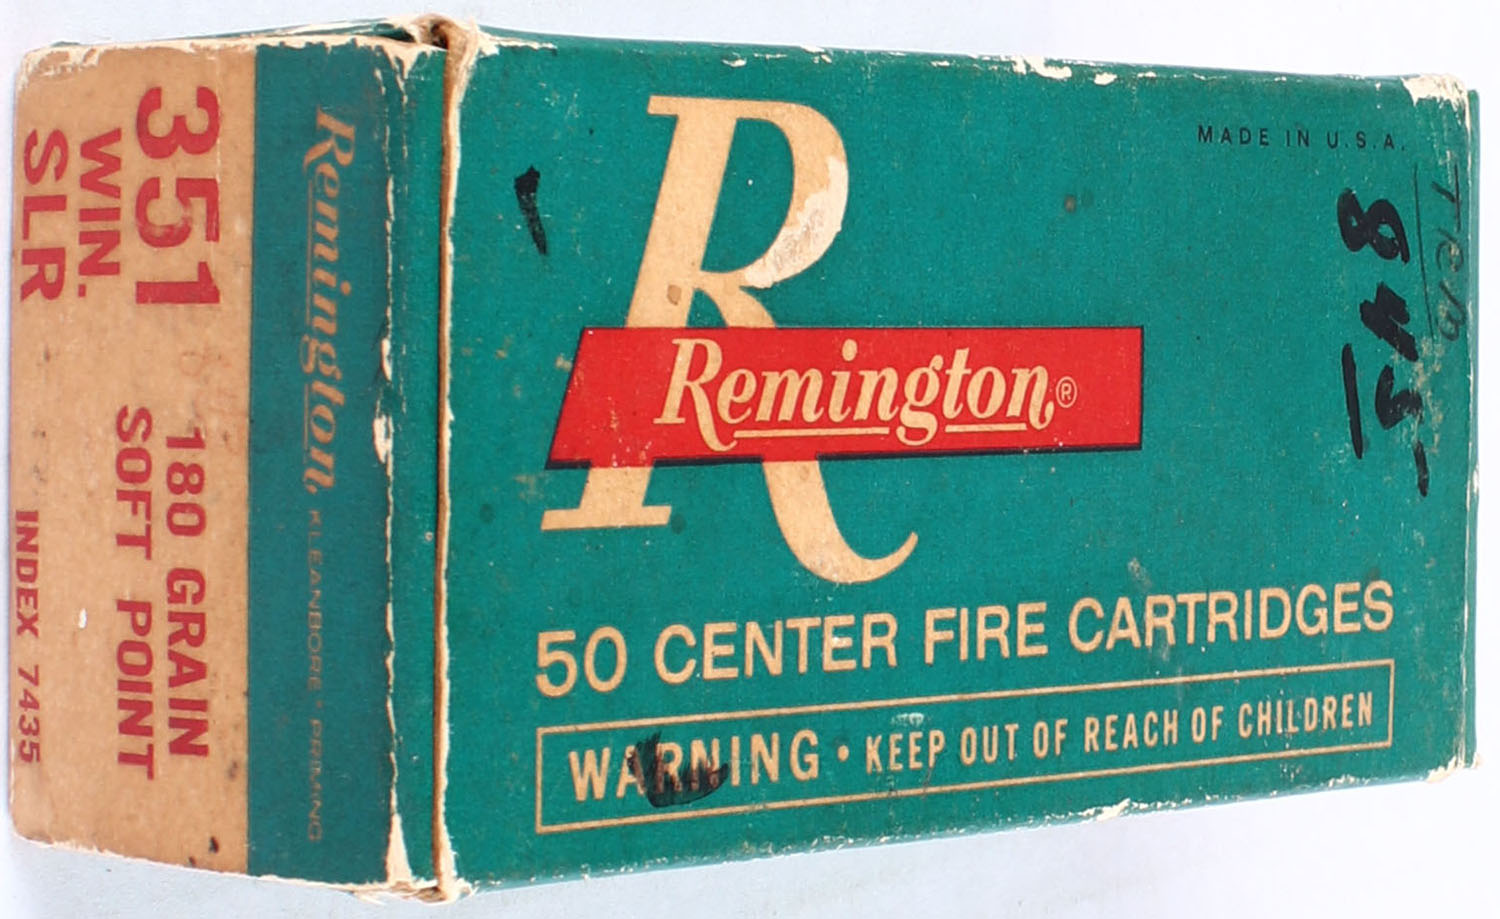 351
WIN.
SLR
180 GRAIN
SOFT POINT
INDEX 7435
Remington,
KLEANBORE® PRIMING
MADE IN U.S.A.
Remington®
50 CENTER FIRE CARTRIDGES
WARNING • KEEP OUT OF REACH OF CHILDREN
845